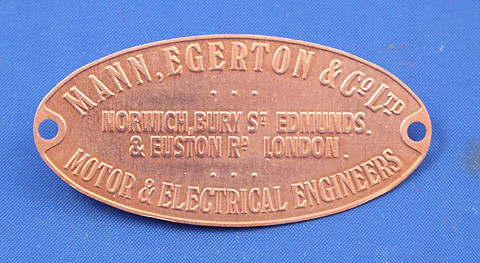 MANN, EGERTON & Co LTD
NORWICH, BURY St EDMUNDS.
& EUSTON RD LONDON.
MOTOR & ELECTRICAL ENGINEERS